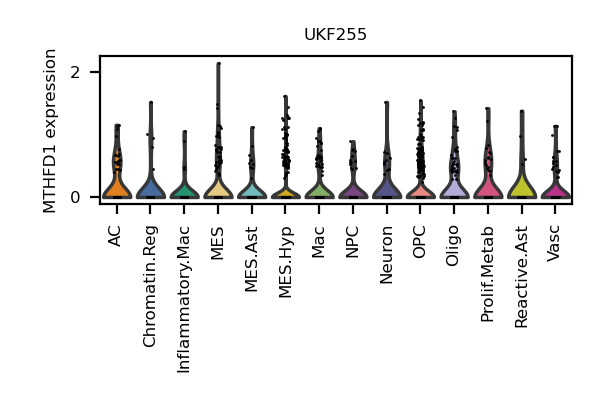 UKF255
MTHFD1 expression
2
0
AC
Chromatin.Reg
Inflammatory.Mac
MES
MES.Ast
MES.Hyp
Mac
NPC
Neuron
OPC
Oligo
Prolif.Metab
Reactive.Ast
Vasc